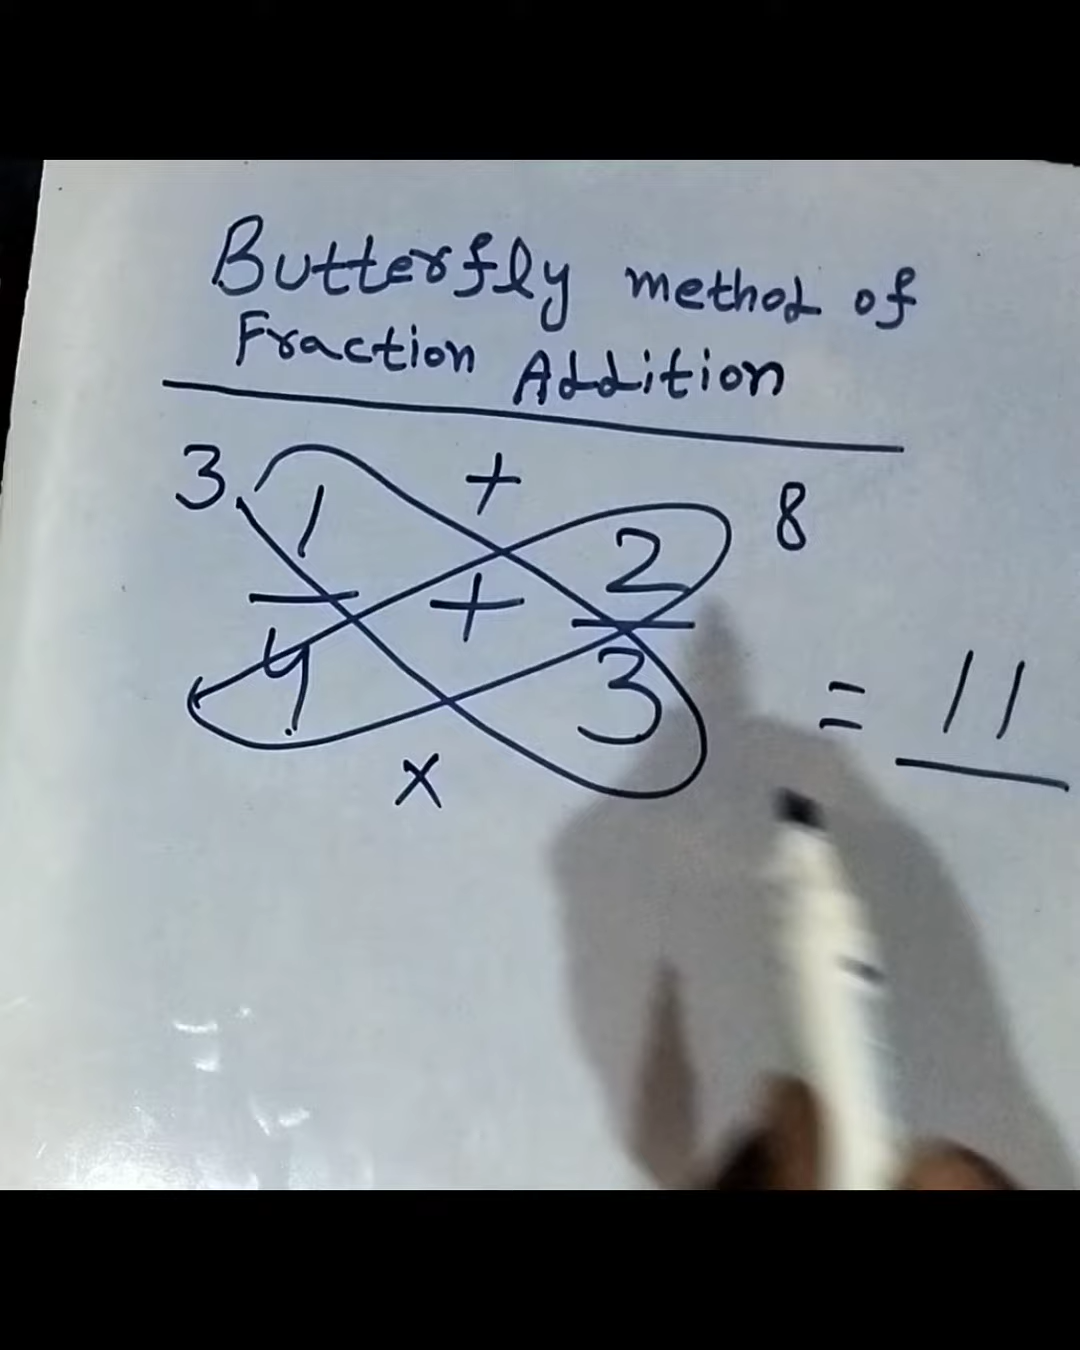 Butterfly method of
Fraction Addition
3 + 8
1 2
+
4 3
= 11
x